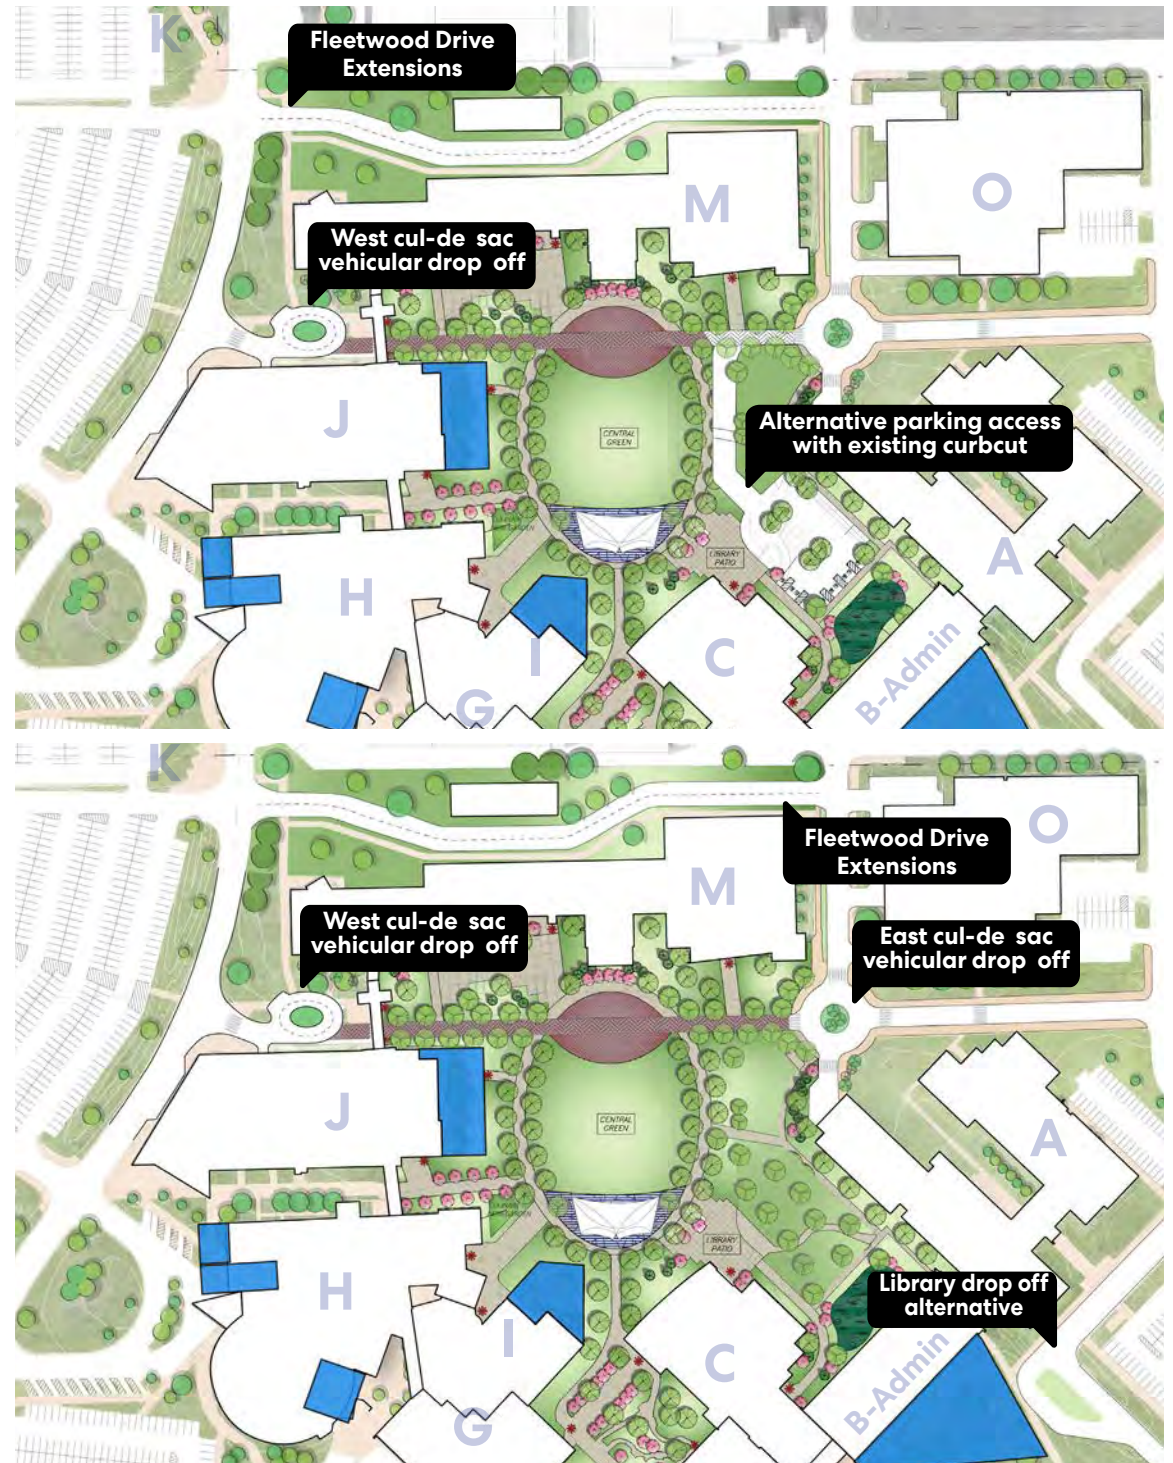 K
Fleetwood Drive
Extensions
M
O
West cul-de sac
vehicular drop off
J
CENTRAL
GREEN
Alternative parking access
with existing curbcut
LIBRARY
PATIO
A
H
I
C
G
B-Admin
K
Fleetwood Drive
Extensions
O
M
West cul-de sac
vehicular drop off
East cul-de sac
vehicular drop off
J
CENTRAL
GREEN
A
LIBRARY
PATIO
H
Library drop off
alternative
I
C
B-Admin
G